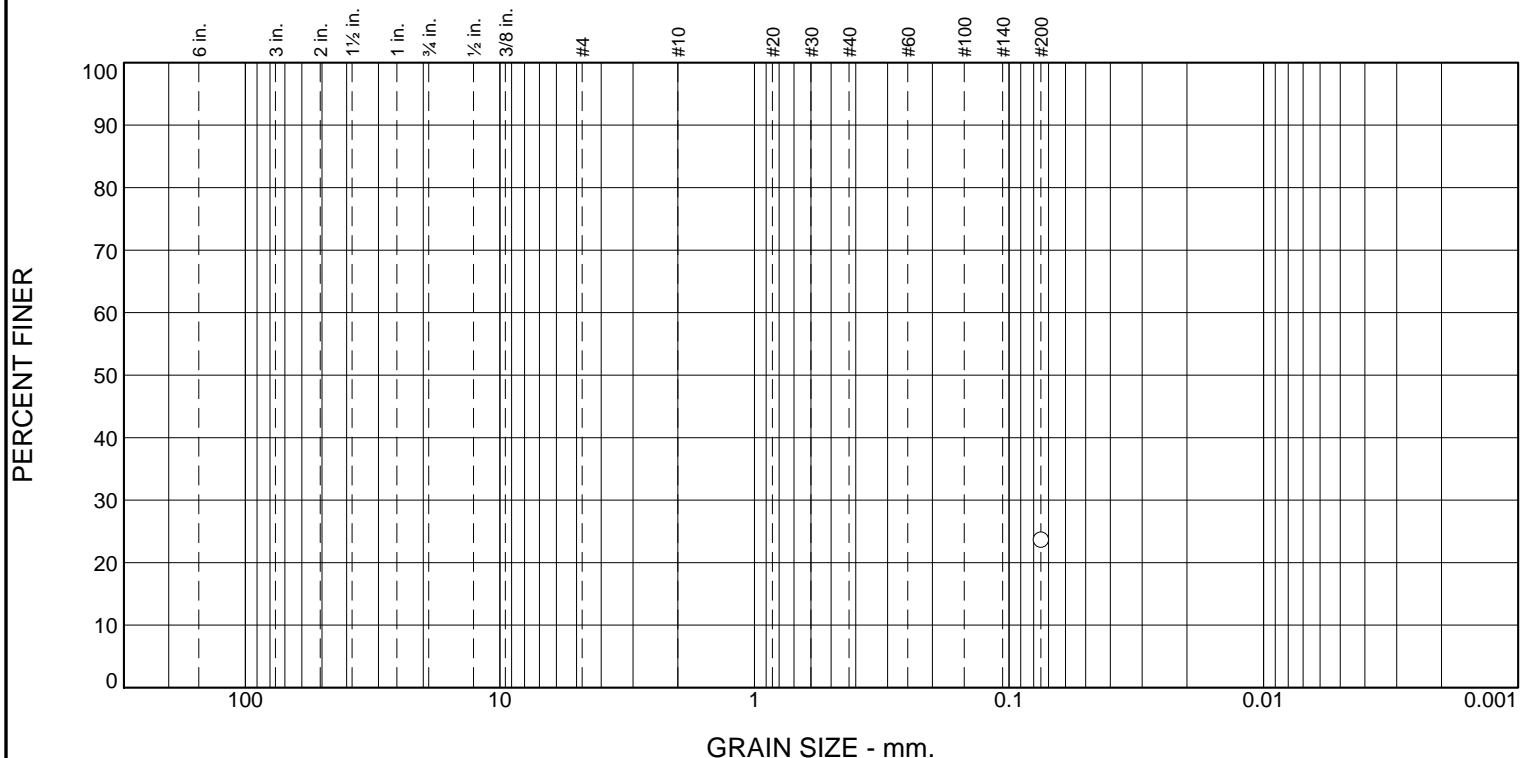 6 in. 3 in. 2 in. 1½ in. 1 in. ¾ in. ½ in. 3/8 in. #4 #10 #20 #30 #40 #60 #100 #140 #200
100
90
80
70
60
50
40
30
20
10
0
PERCENT FINER
100 10 1 0.1 0.01 0.001
GRAIN SIZE - mm.